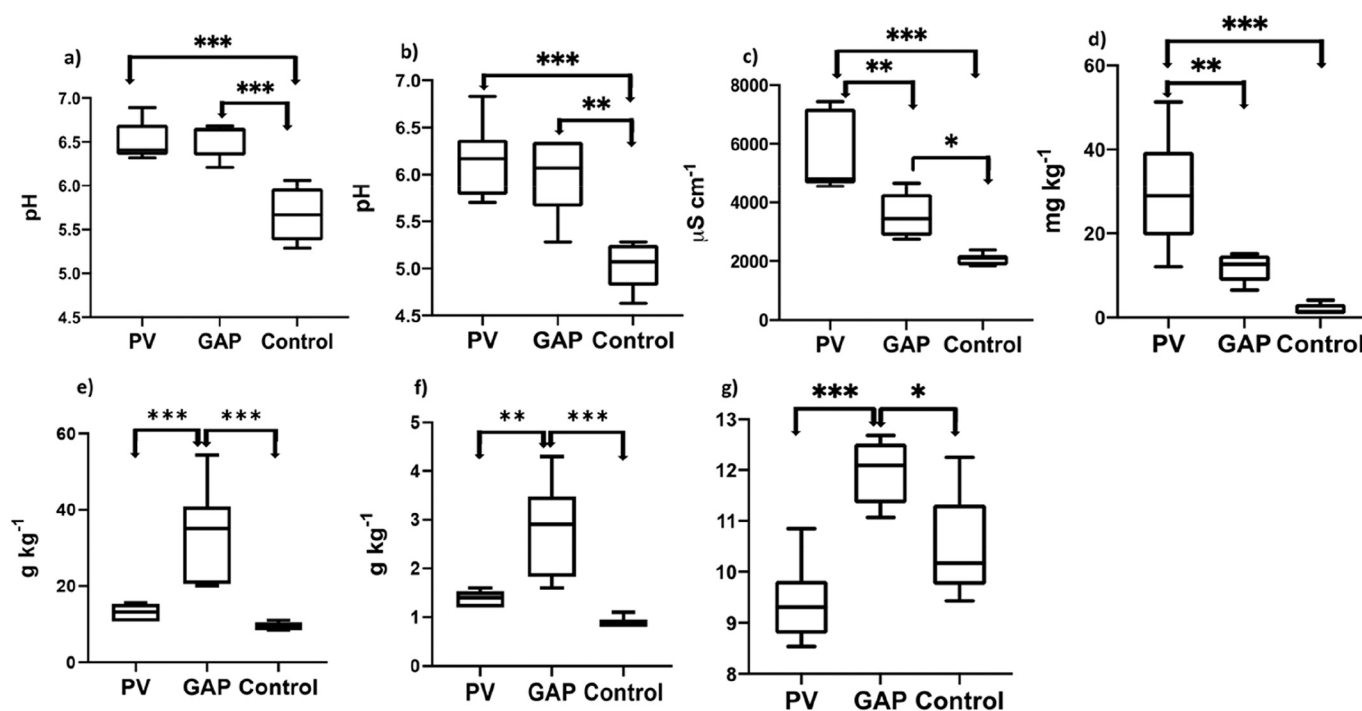 a)
***
***
pH
7.0
6.5
6.0
5.5
5.0
4.5
PV GAP Control
b)
***
**
pH
7.0
6.5
6.0
5.5
5.0
4.5
PV GAP Control
c)
***
**
*
μS cm-1
8000
6000
4000
2000
0
PV GAP Control
d)
***
**
mg kg-1
60
40
20
0
PV GAP Control
e)
*** ***
g kg-1
60
40
20
0
PV GAP Control
f)
** ***
g kg-1
5
4
3
2
1
0
PV GAP Control
g)
*** *
13
12
11
10
9
8
PV GAP Control